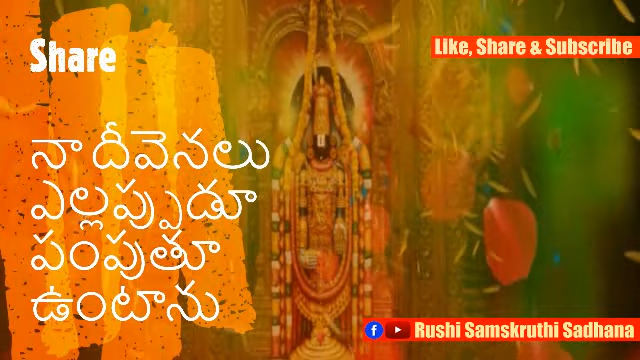 Share
Like, Share & Subscribe
నా దీవెనలు
ఎల్లప్పుడూ
పంపుతూ
ఉంటాను
Rushi Samskruthi Sadhana